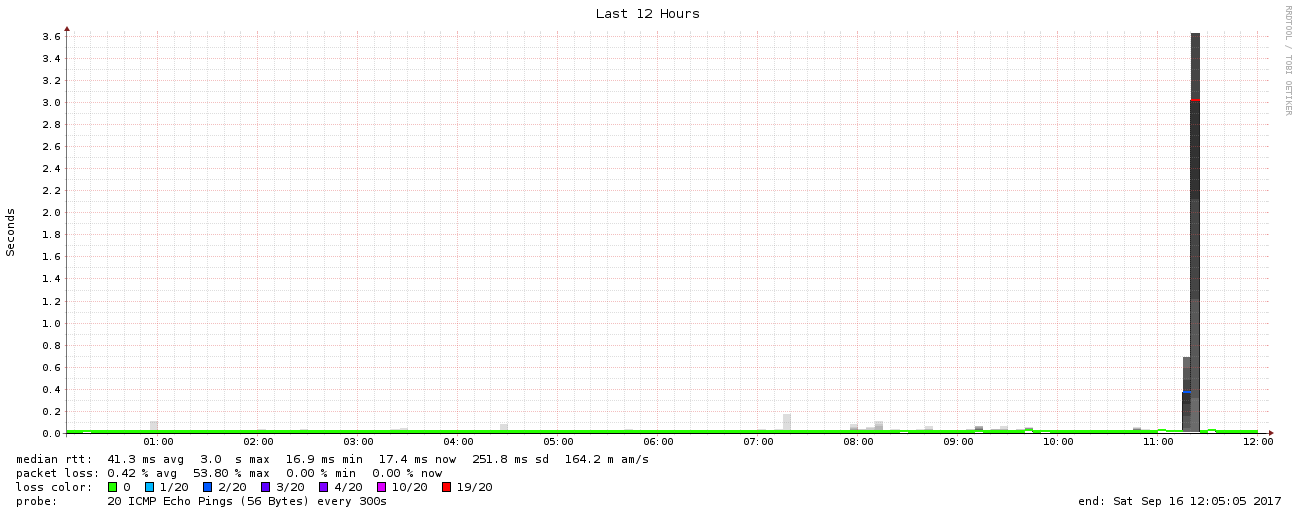 Last 12 Hours
RRDTOOL / TOBI OETIKER
Seconds
3.6
3.4
3.2
3.0
2.8
2.6
2.4
2.2
2.0
1.8
1.6
1.4
1.2
1.0
0.8
0.6
0.4
0.2
0.0
01:00 02:00 03:00 04:00 05:00 06:00 07:00 08:00 09:00 10:00 11:00 12:00
median rtt: 41.3 ms avg 3.0 s max 16.9 ms min 17.4 ms now 251.8 ms sd 164.2 m am/s
packet loss: 0.42 % avg 53.80 % max 0.00 % min 0.00 % now
loss color: 0 1/20 2/20 3/20 4/20 10/20 19/20
probe: 20 ICMP Echo Pings (56 Bytes) every 300s end: Sat Sep 16 12:05:05 2017